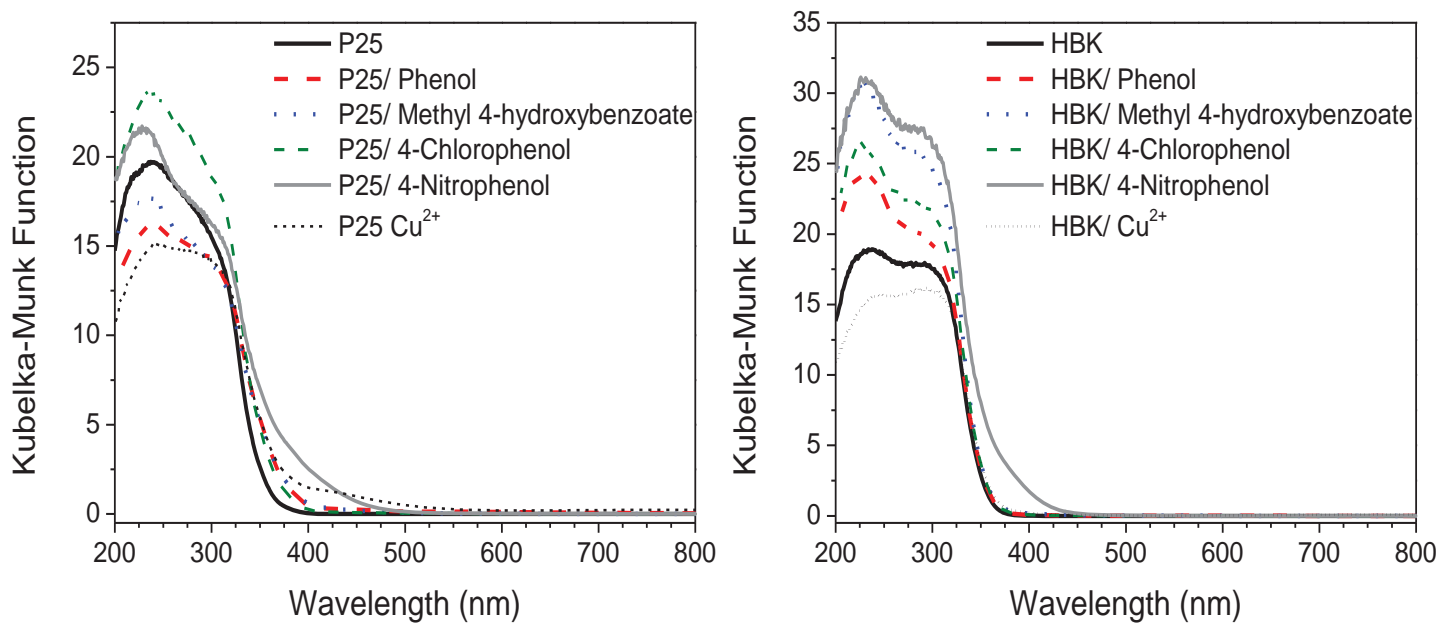 Kubelka-Munk Function
25
20
15
10
5
0
P25
P25/ Phenol
P25/ Methyl 4-hydroxybenzoate
P25/ 4-Chlorophenol
P25/ 4-Nitrophenol
P25 Cu²⁺
200 300 400 500 600 700 800
Wavelength (nm)
Kubelka-Munk Function
35
30
25
20
15
10
5
0
HBK
HBK/ Phenol
HBK/ Methyl 4-hydroxybenzoate
HBK/ 4-Chlorophenol
HBK/ 4-Nitrophenol
HBK/ Cu²⁺
200 300 400 500 600 700 800
Wavelength (nm)